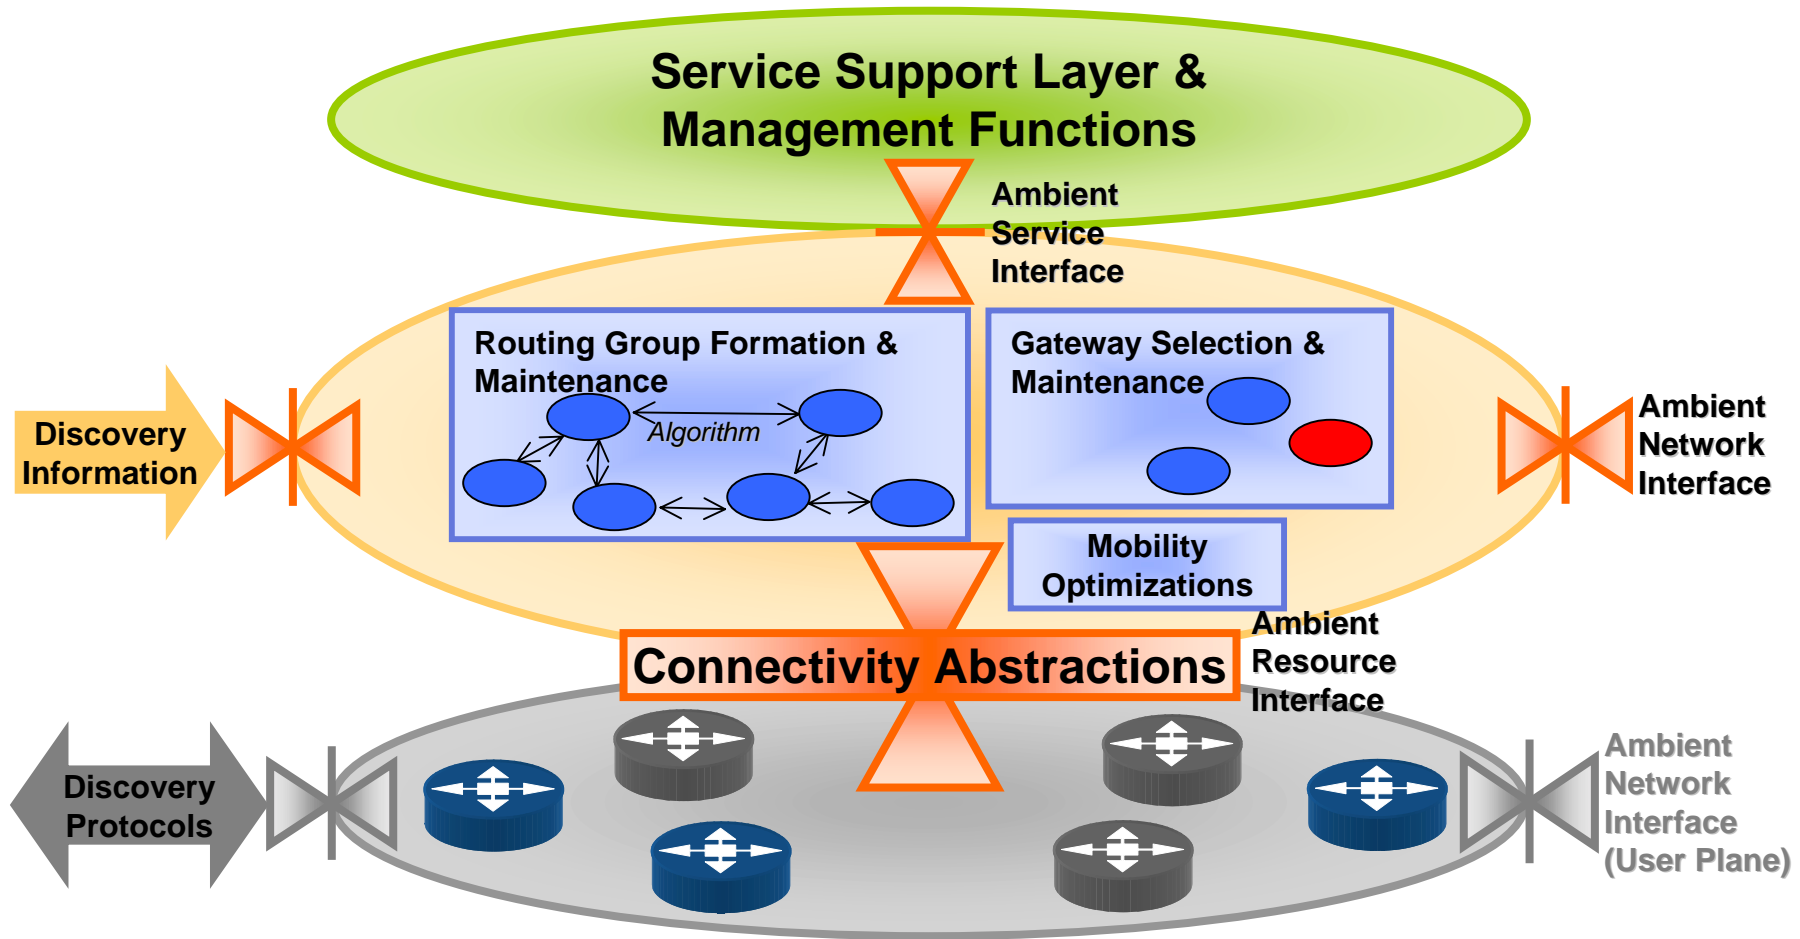 Service Support Layer &
Management Functions
Ambient
Service
Interface
Routing Group Formation &
Maintenance
Algorithm
Gateway Selection &
Maintenance
Discovery
Information
Ambient
Network
Interface
Mobility
Optimizations
Connectivity Abstractions
Ambient
Resource
Interface
Discovery
Protocols
Ambient
Network
Interface
(User Plane)